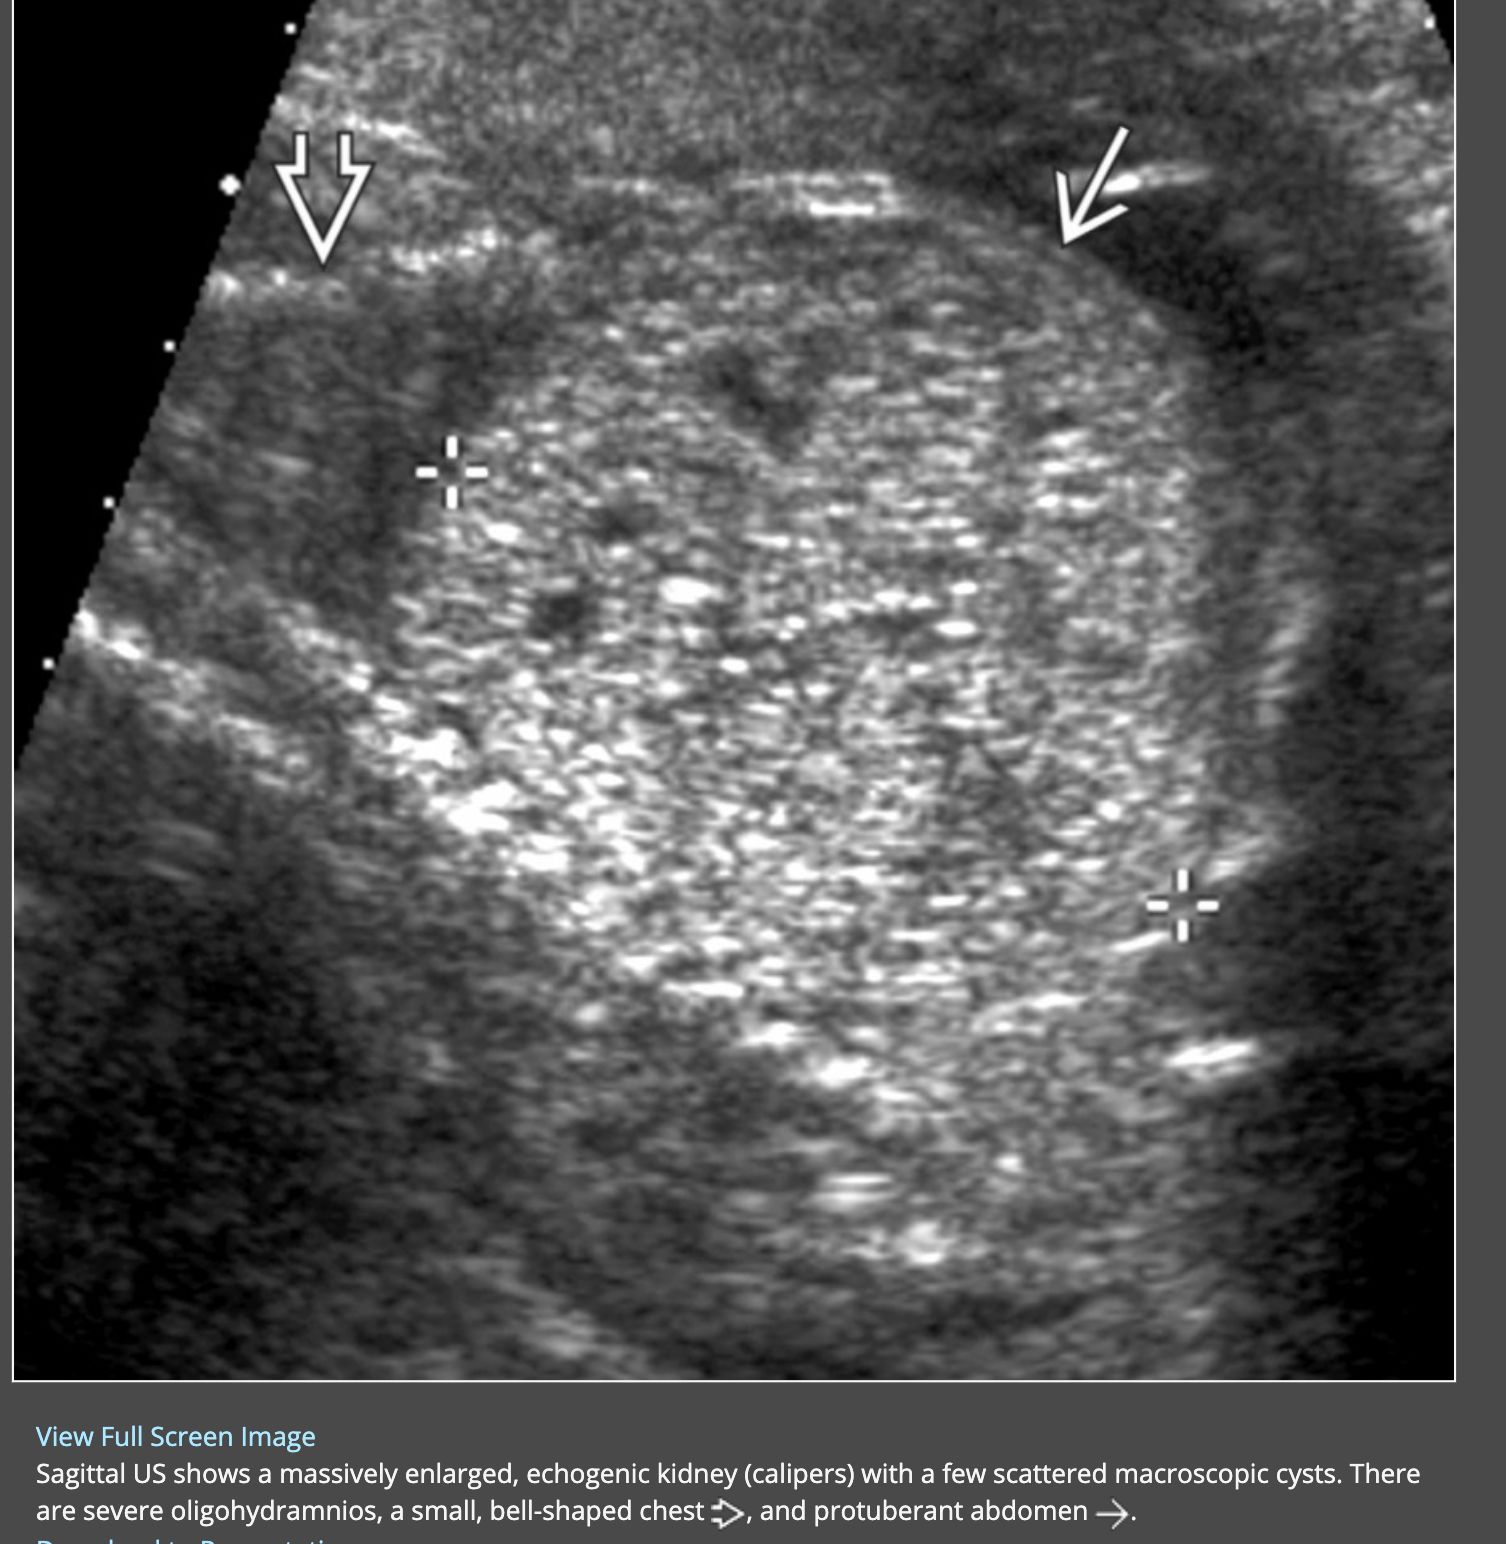 View Full Screen Image
Sagittal US shows a massively enlarged, echogenic kidney (calipers) with a few scattered macroscopic cysts. There
are severe oligohydramnios, a small, bell-shaped chest , and protuberant abdomen .